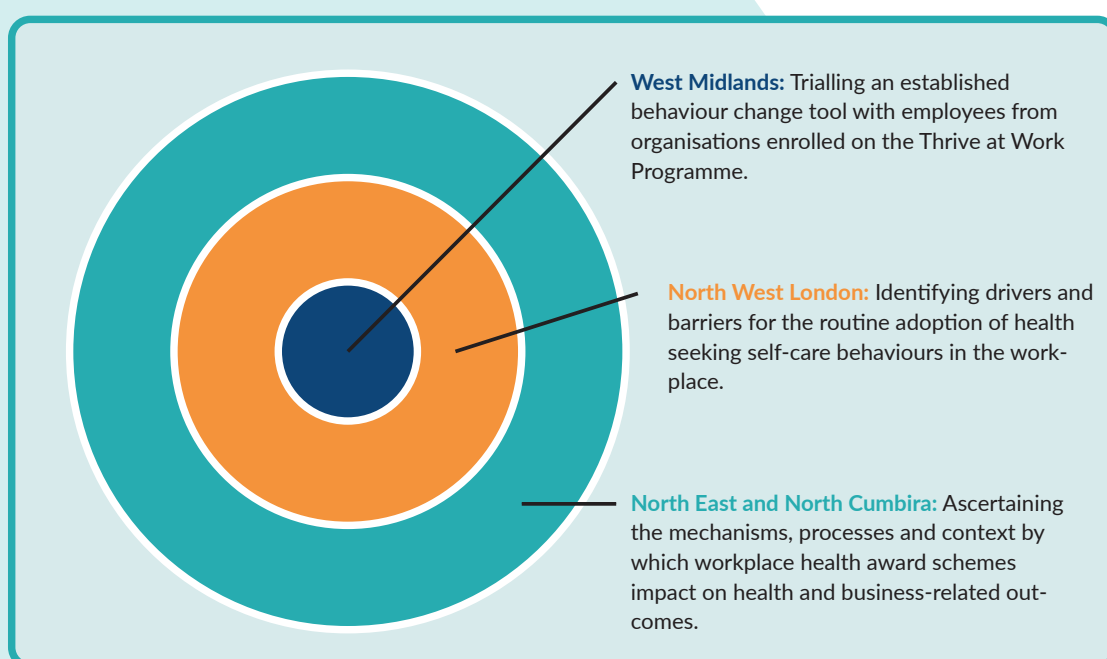 West Midlands: Trialling an established
behaviour change tool with employees from
organisations enrolled on the Thrive at Work
Programme.
North West London: Identifying drivers and
barriers for the routine adoption of health
seeking self-care behaviours in the work-
place.
North East and North Cumbira: Ascertaining
the mechanisms, processes and context by
which workplace health award schemes
impact on health and business-related out-
comes.